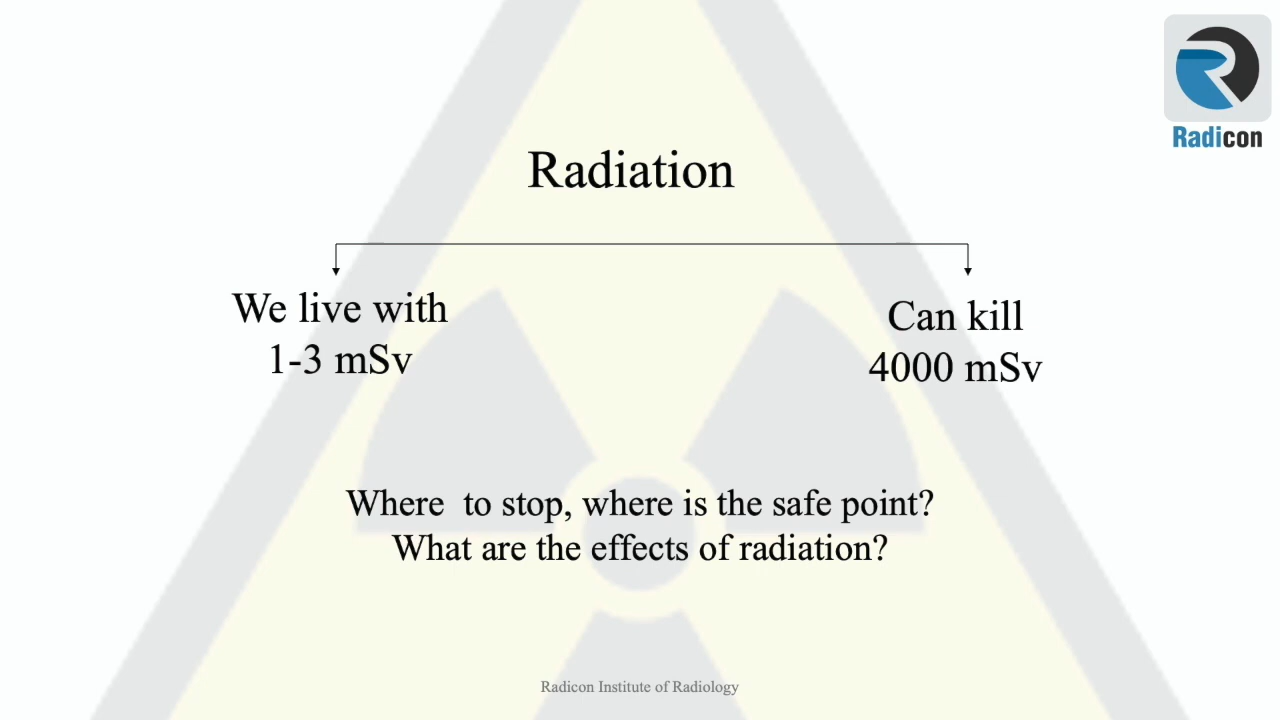 Radicon
Radiation
We live with
1-3 mSv
Can kill
4000 mSv
Where  to stop, where is the safe point?
What are the effects of radiation?
Radicon Institute of Radiology